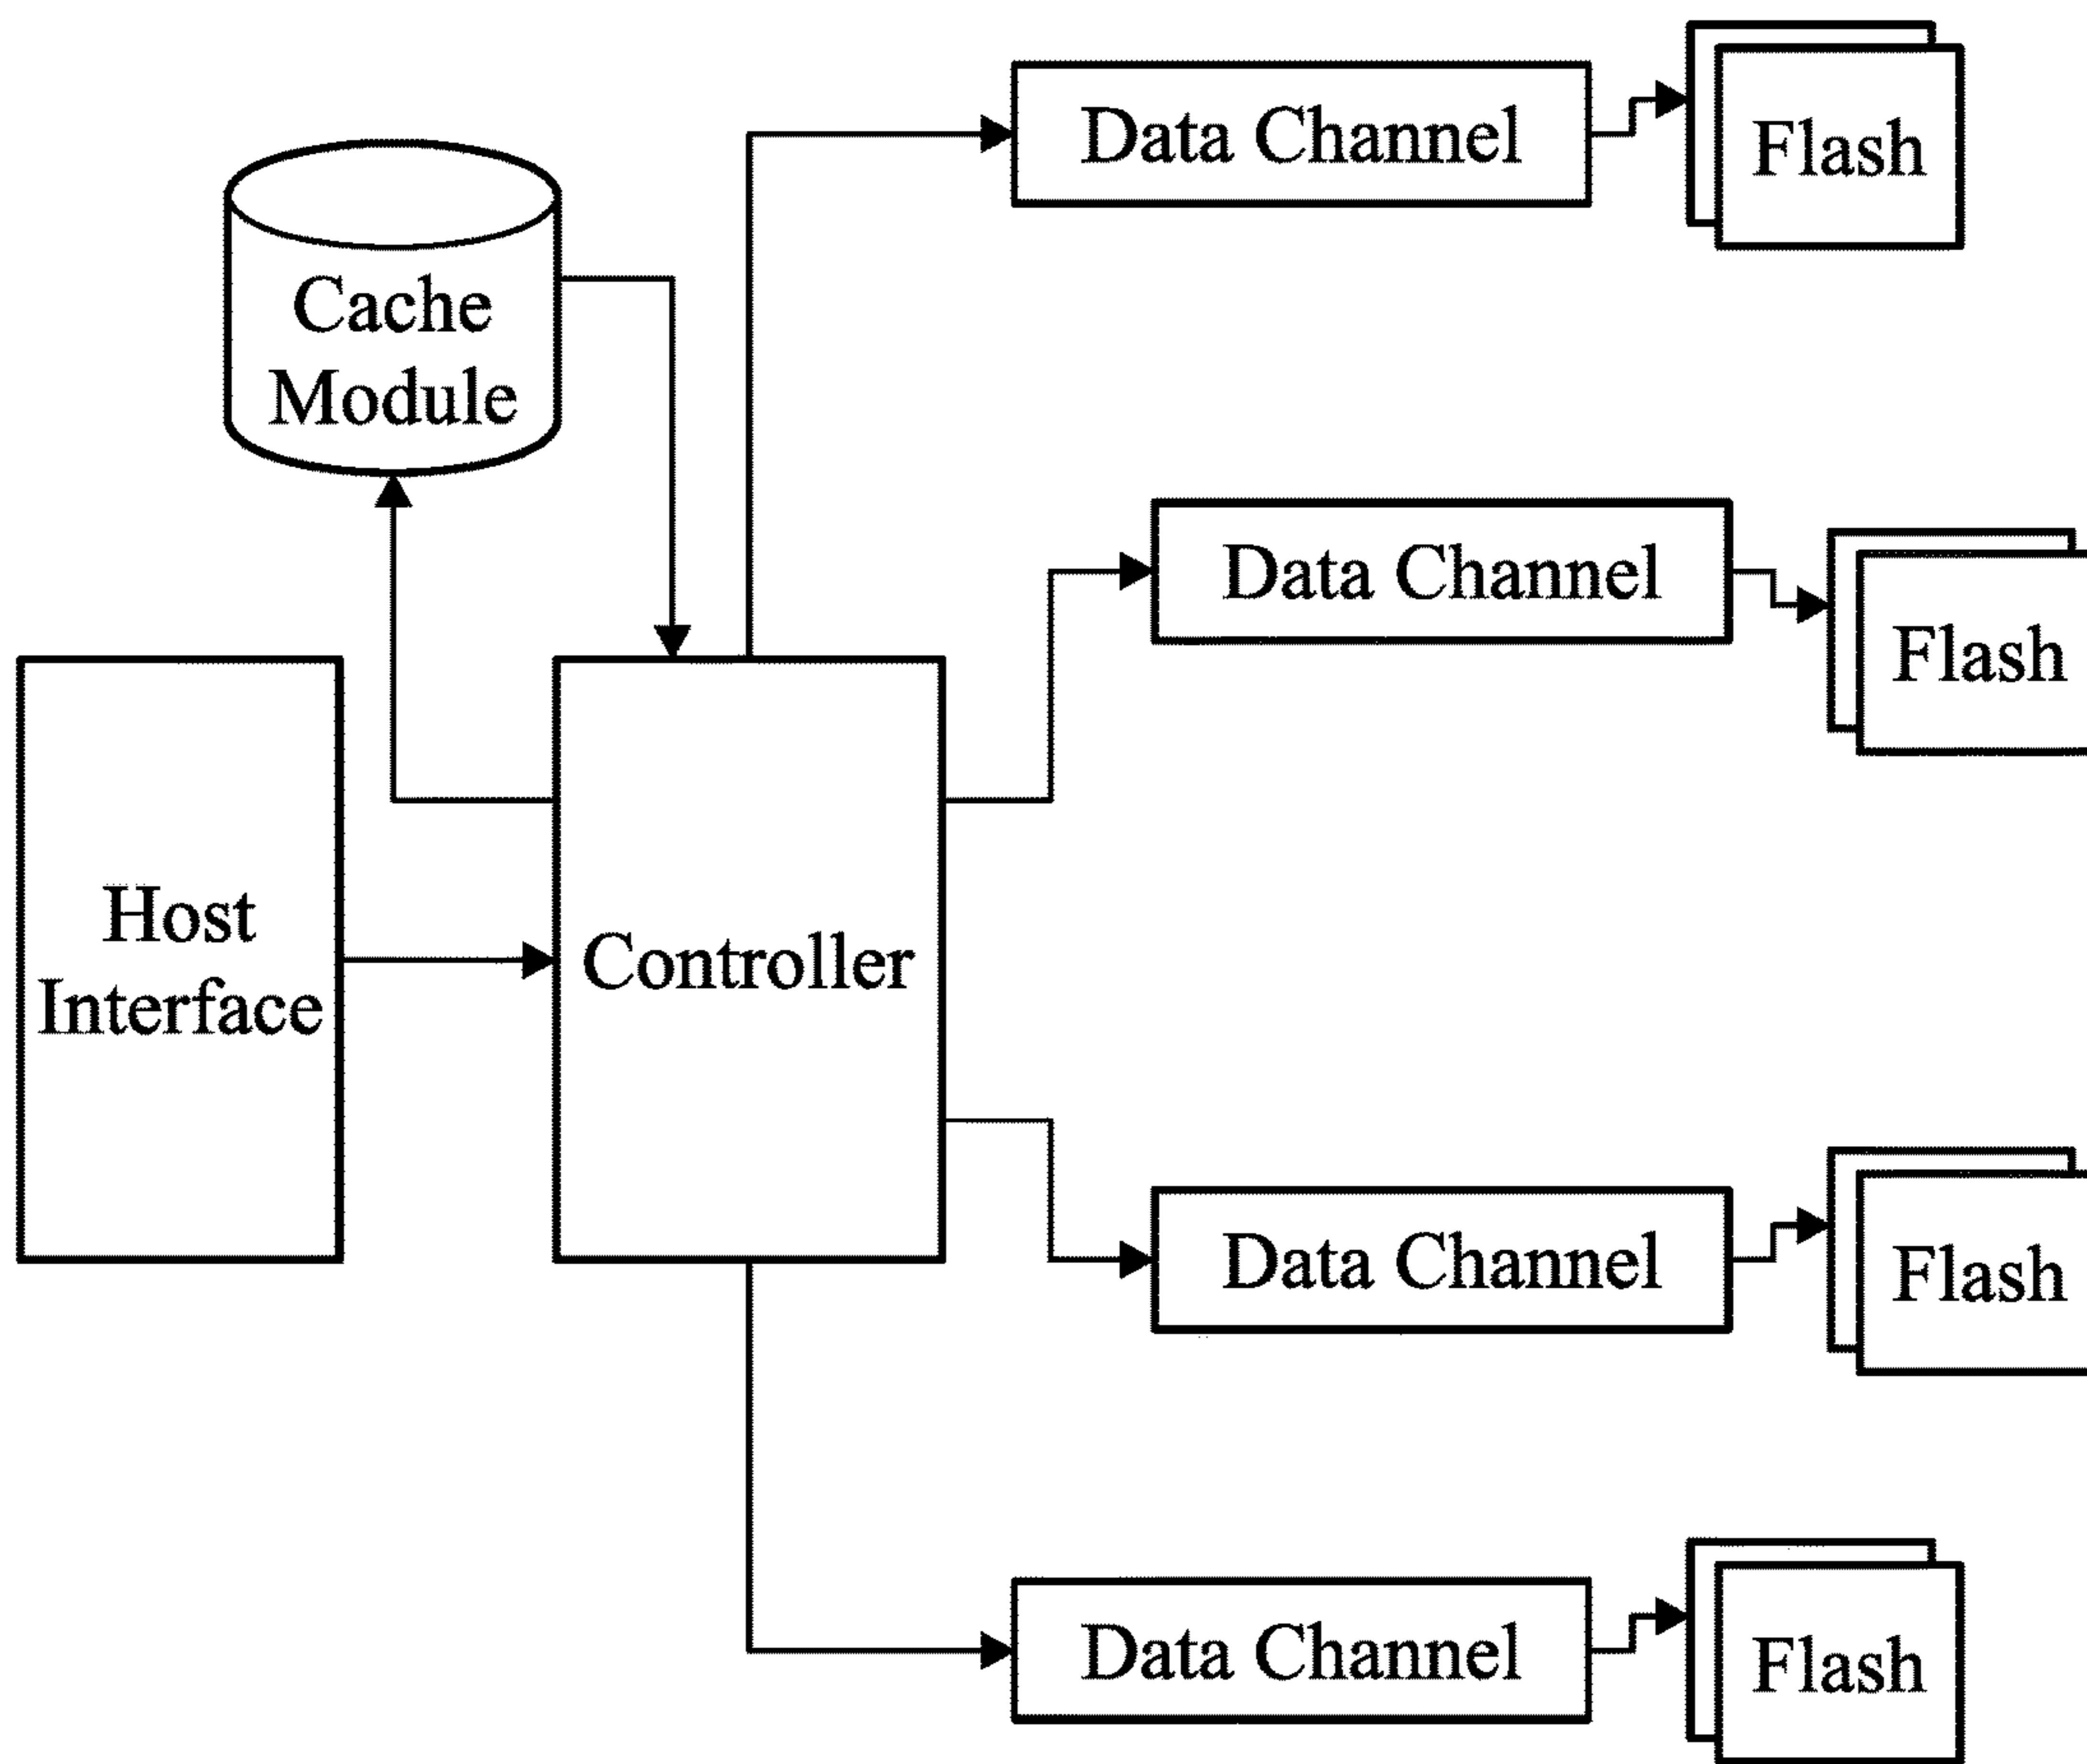 Data Channel
Flash
Cache
Module
Data Channel
Flash
Host
Interface
Controller
Data Channel
Flash
Data Channel
Flash